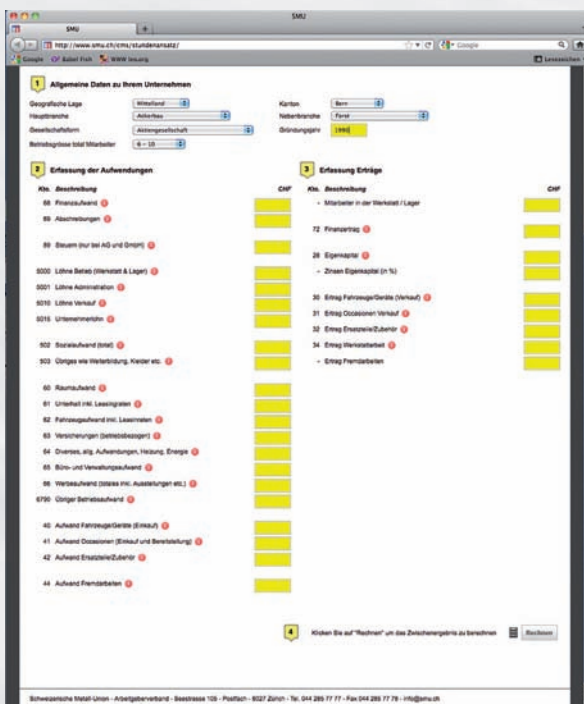 SMU
SMU
http://www.smu.ch/cms/stundenansatz/
Google
Google
Babel Fish
WWW leo.org
Lesezeichen
1 Allgemeine Daten zu Ihrem Unternehmen
Geografische Lage Mittelland Kanton Bern
Hauptbranche Ackerbau Nebenbranche Forst
Gesellschaftsform Aktiengesellschaft Gründungsjahr 1990
Betriebsgrösse total Mitarbeiter 6 - 10
2 Erfassung der Aufwendungen
Kto. Beschreibung CHF
68 Finanzaufwand
69 Abschreibungen
89 Steuern (nur bei AG und GmbH)
5000 Löhne Betrieb (Werkstatt & Lager)
5001 Löhne Administration
5010 Löhne Verkauf
5015 Unternehmerlohn
502 Sozialaufwand (total)
503 Übriges wie Weiterbildung, Kleider etc.
60 Raumaufwand
61 Unterhalt inkl. Leasingraten
62 Fahrzeugaufwand inkl. Leasinraten
63 Versicherungen (betriebsbezogen)
64 Diverses, allg. Aufwendungen, Heizung, Energie
65 Büro- und Verwaltungsaufwand
66 Werbeaufwand (totales inkl. Ausstellungen etc.)
6790 Übriger Betriebsaufwand
40 Aufwand Fahrzeuge/Geräte (Einkauf)
41 Aufwand Occasionen (Einkauf und Bereitstellung)
42 Aufwand Ersatzteile/Zubehör
44 Aufwand Fremdarbeiten
3 Erfassung Erträge
Kto. Beschreibung CHF
- Mitarbeiter in der Werkstatt / Lager
72 Finanzertrag
28 Eigenkapital
- Zinsen Eigenkapital (in %)
30 Ertrag Fahrzeuge/Geräte (Verkauf)
31 Ertrag Occasionen Verkauf
32 Ertrag Ersatzteile/Zubehör
34 Ertrag Werkstattarbeit
- Ertrag Fremdarbeiten
4 Klicken Sie auf "Rechnen" um das Zwischenergebnis zu berechnen Rechnen
Schweizerische Metall-Union - Arbeitgeberverband - Seestrasse 105 - Postfach - 8027 Zürich - Tel. 044 285 77 77 - Fax 044 285 77 78 - info@smu.ch